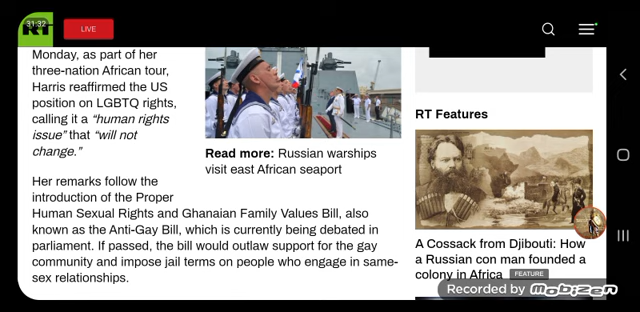 31:32
RT
LIVE
Monday, as part of her
three-nation African tour,
Harris reaffirmed the US
position on LGBTQ rights,
calling it a “human rights
issue” that “will not
change.”
Her remarks follow the
introduction of the Proper
Human Sexual Rights and Ghanaian Family Values Bill, also
known as the Anti-Gay Bill, which is currently being debated in
parliament. If passed, the bill would outlaw support for the gay
community and impose jail terms on people who engage in same-
sex relationships.
Read more: Russian warships
visit east African seaport
RT Features
A Cossack from Djibouti: How
a Russian con man founded a
colony in Africa FEATURE
Recorded by Mobizen